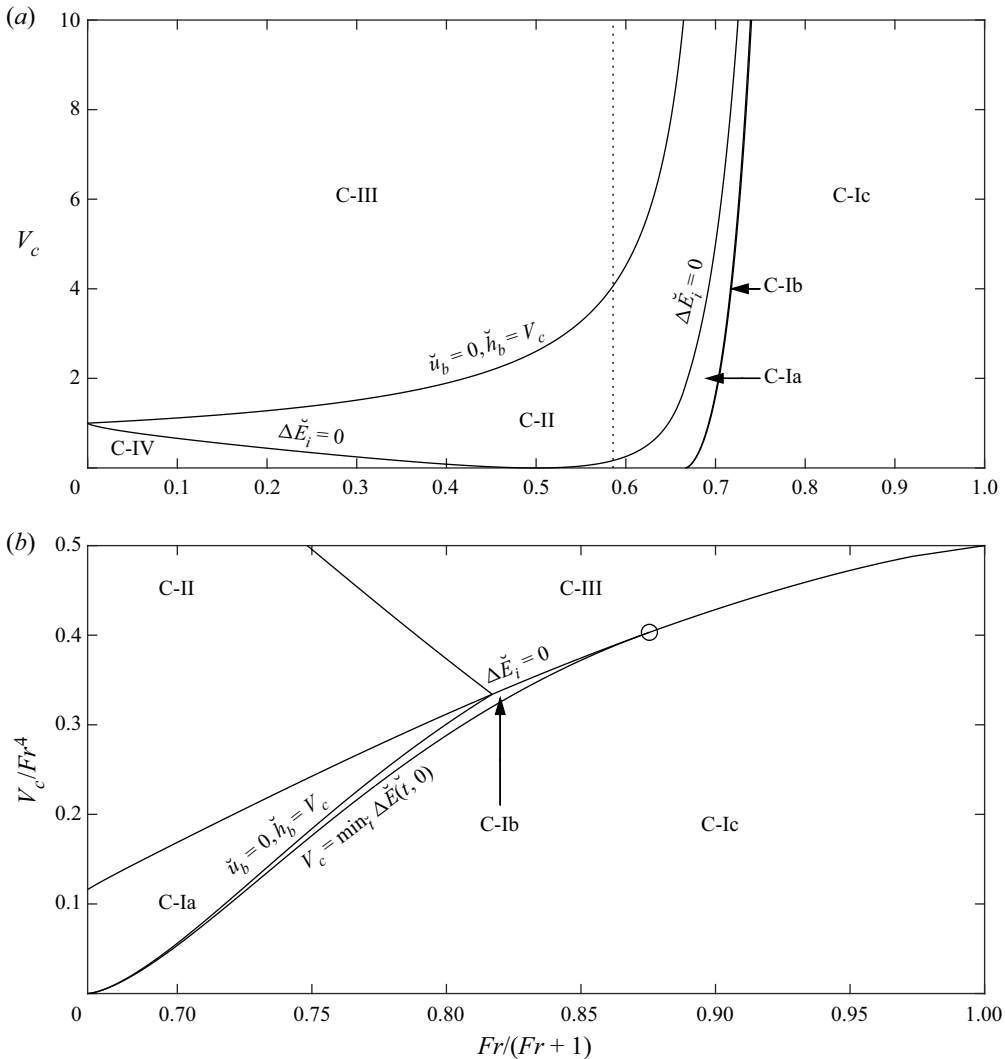 (a)
10
8
6
4
2
V_c
C-III
C-Ic
ΔĔ_i = 0
C-Ib
ŭ_b = 0, h̆_b = V_c
C-Ia
C-II
ΔĔ_i = 0
C-IV
0 0.1 0.2 0.3 0.4 0.5 0.6 0.7 0.8 0.9 1.0
(b)
0.5
0.4
0.3
0.2
0.1
V_c/Fr^4
C-II
C-III
ΔĔ_i = 0
ŭ_b = 0, h̆_b = V_c
V_c = min_t̆ ΔĔ(t̆, 0)
C-Ib
C-Ic
C-Ia
0 0.70 0.75 0.80 0.85 0.90 0.95 1.00
Fr/(Fr + 1)